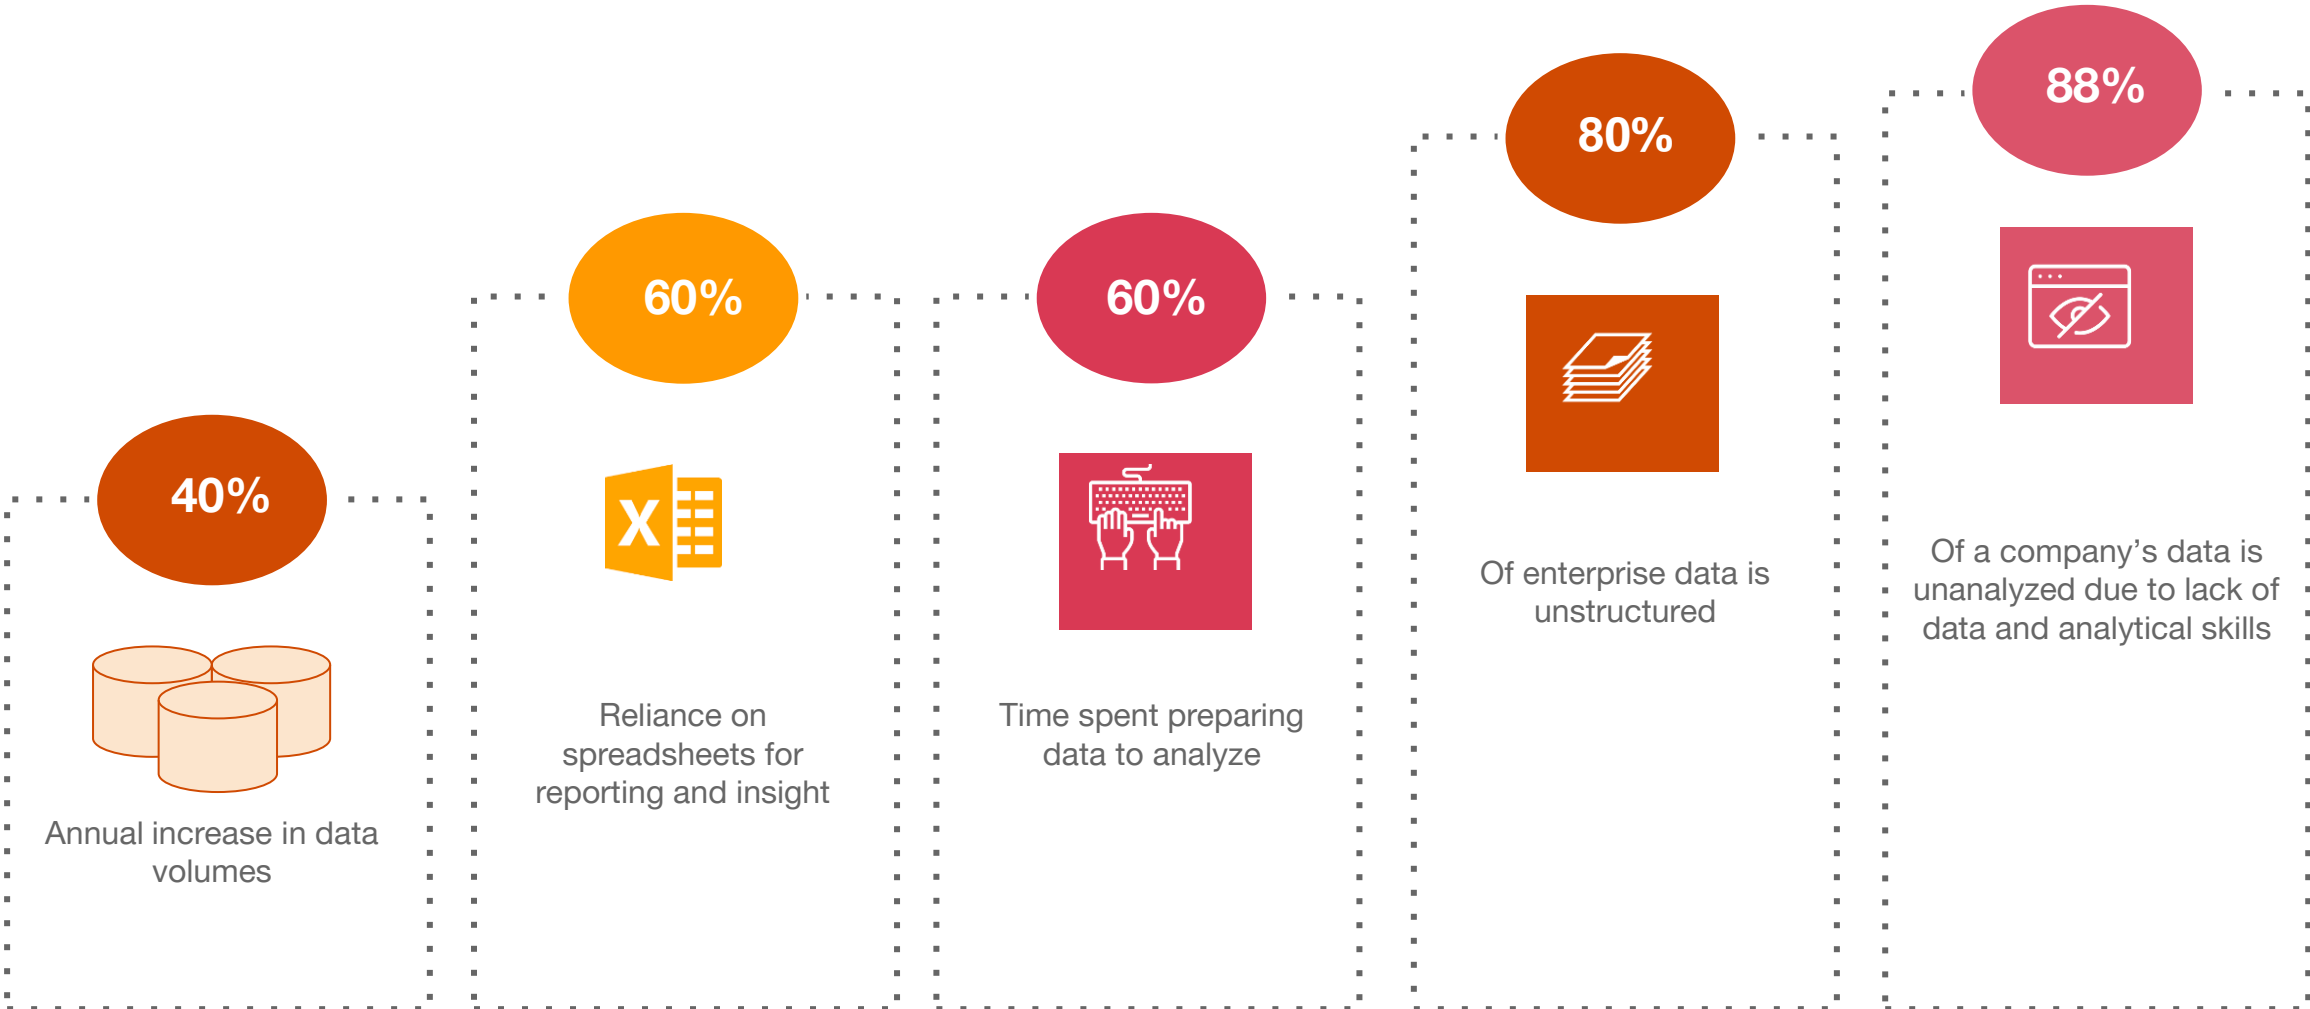 40%
Annual increase in data
volumes
60%
X
Reliance on
spreadsheets for
reporting and insight
60%
Time spent preparing
data to analyze
80%
Of enterprise data is
unstructured
88%
Of a company’s data is
unanalyzed due to lack of
data and analytical skills